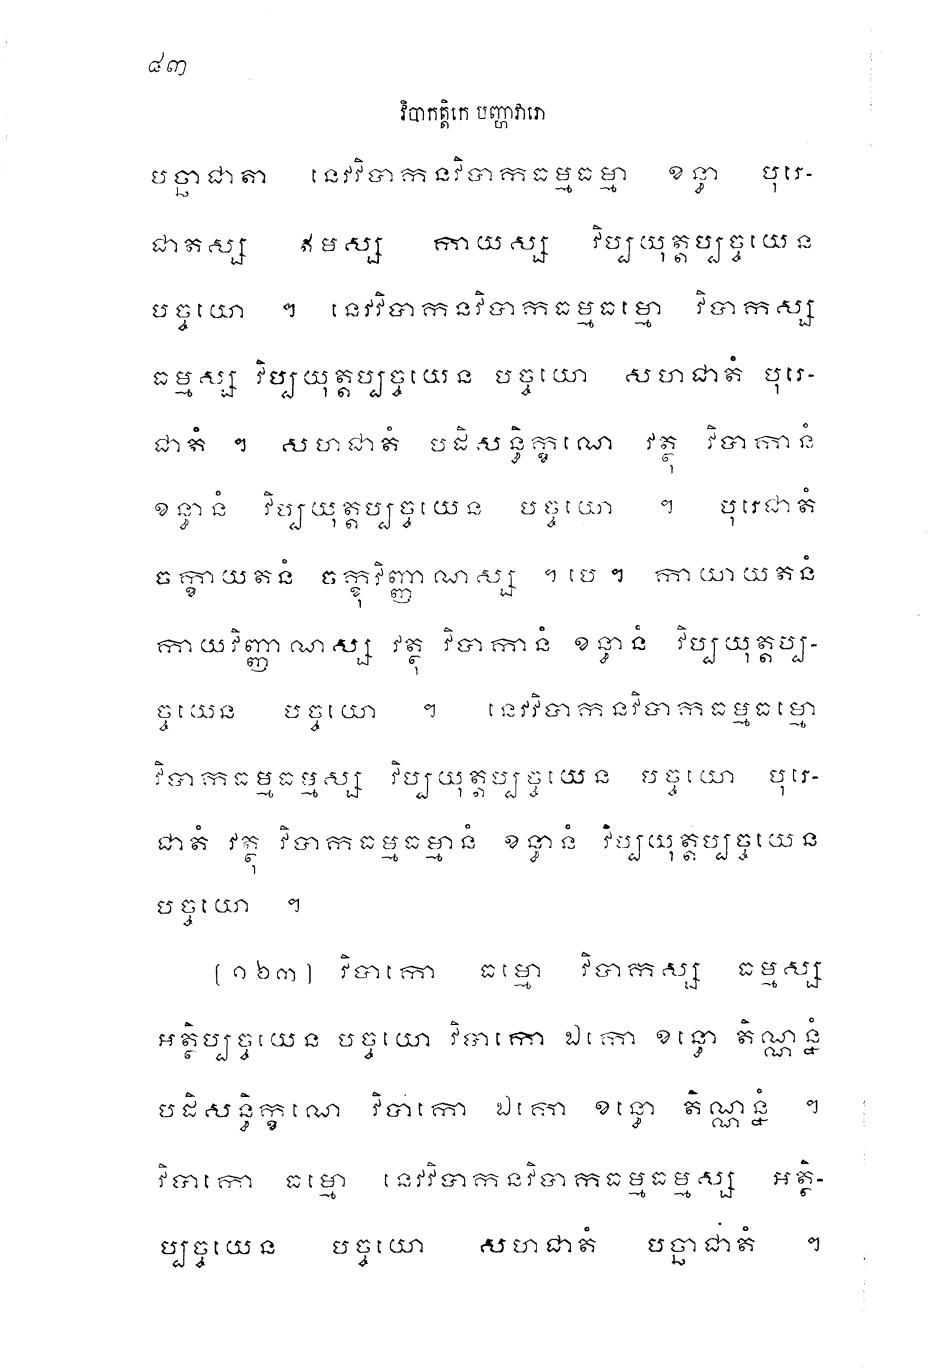 ៨៣
វិបាកត្តិកេ បញ្ហាវារោ
បច្ឆាជាតា នេវវិបាកនវិបាកធម្មធម្មា ខន្ធា បុរេ-
ជាតស្ស ឥមស្ស កាយស្ស វិប្បយុត្តប្បច្ចយេន
បច្ចយោ ។ នេវវិបាកនវិបាកធម្មធម្មោ វិបាកស្ស
ធម្មស្ស វិប្បយុត្តប្បច្ចយេន បច្ចយោ សហជាតំ បុរេ-
ជាតំ ។ សហជាតំ បដិសន្ធិក្ខណេ វត្ថុ វិបាកានំ
ខន្ធានំ វិប្បយុត្តប្បច្ចយេន បច្ចយោ ។ បុរេជាតំ
ចក្ខាយតនំ ចក្ខុវិញ្ញាណស្ស ។ បេ ។ កាយាយតនំ
កាយវិញ្ញាណស្ស វត្ថុ វិបាកានំ ខន្ធានំ វិប្បយុត្តប្ប-
ច្ចយេន បច្ចយោ ។ នេវវិបាកនវិបាកធម្មធម្មោ
វិបាកធម្មធម្មស្ស វិប្បយុត្តប្បច្ចយេន បច្ចយោ បុរេ-
ជាតំ វត្ថុ វិបាកធម្មធម្មានំ ខន្ធានំ វិប្បយុត្តប្បច្ចយេន
បច្ចយោ ។
[១៦៣] វិបាកោ ធម្មោ វិបាកស្ស ធម្មស្ស
អត្ថិប្បច្ចយេន បច្ចយោ វិបាកោ ឯកោ ខន្ធោ តិណ្ណន្នំ
បដិសន្ធិក្ខណេ វិបាកោ ឯកោ ខន្ធោ តិណ្ណន្នំ ។
វិបាកោ ធម្មោ នេវវិបាកនវិបាកធម្មធម្មស្ស អត្ថិ-
ប្បច្ចយេន បច្ចយោ សហជាតំ បច្ឆាជាតំ ។